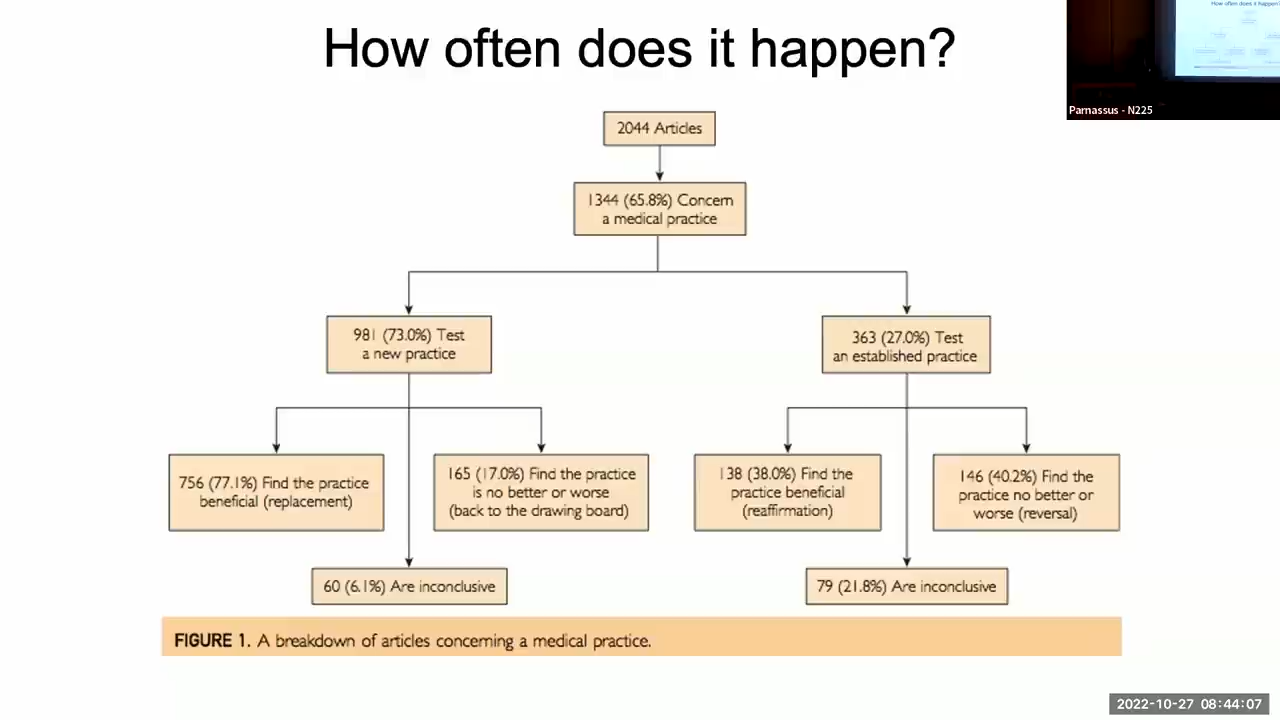 How often does it happen?
How often does it happen?
Parnassus - N225
2044 Articles
1344 (65.8%) Concern
a medical practice
981 (73.0%) Test
a new practice
363 (27.0%) Test
an established practice
756 (77.1%) Find the practice
beneficial (replacement)
165 (17.0%) Find the practice
is no better or worse
(back to the drawing board)
138 (38.0%) Find the
practice beneficial
(reaffirmation)
146 (40.2%) Find the
practice no better or
worse (reversal)
60 (6.1%) Are inconclusive
79 (21.8%) Are inconclusive
FIGURE 1. A breakdown of articles concerning a medical practice.
2022-10-27 08:44:07